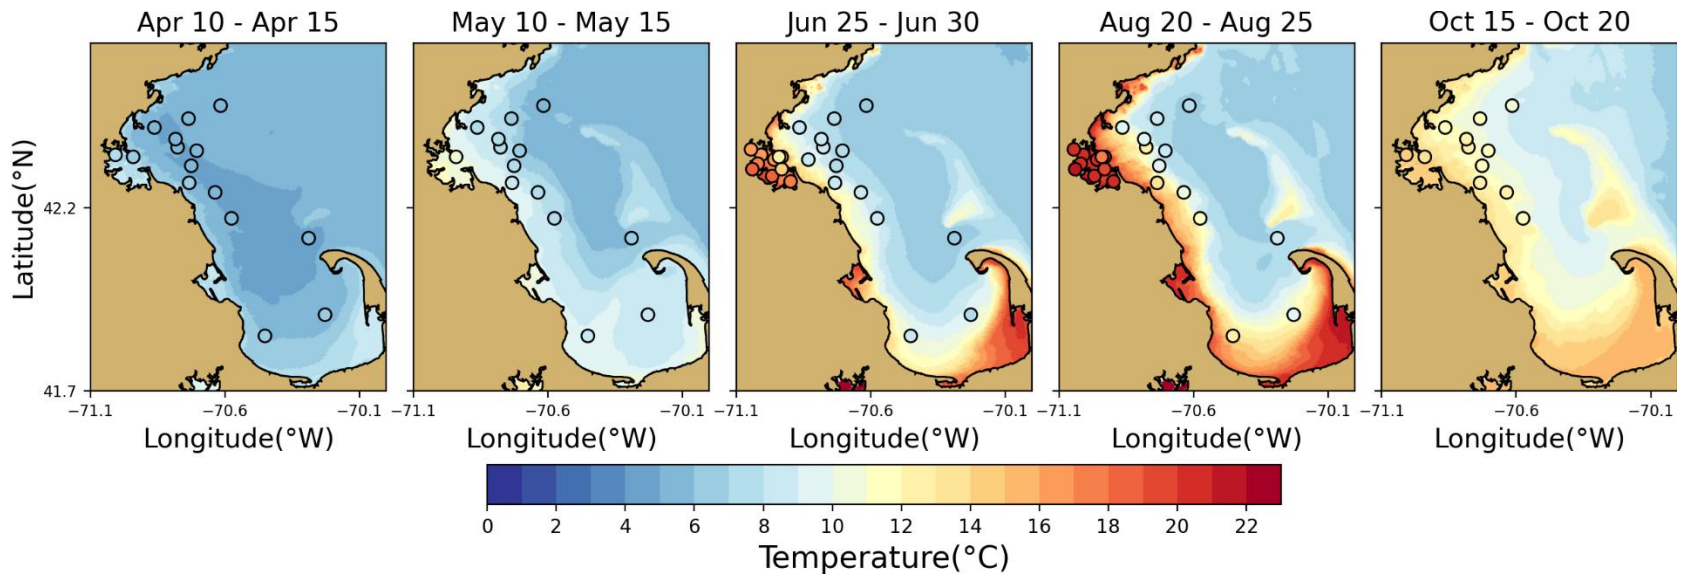 Apr 10 - Apr 15 May 10 - May 15 Jun 25 - Jun 30 Aug 20 - Aug 25 Oct 15 - Oct 20
Latitude(°N)
42.2
41.7
−71.1 −70.6 −70.1 −71.1 −70.6 −70.1 −71.1 −70.6 −70.1 −71.1 −70.6 −70.1 −71.1 −70.6 −70.1
Longitude(°W) Longitude(°W) Longitude(°W) Longitude(°W) Longitude(°W)
0 2 4 6 8 10 12 14 16 18 20 22
Temperature(°C)